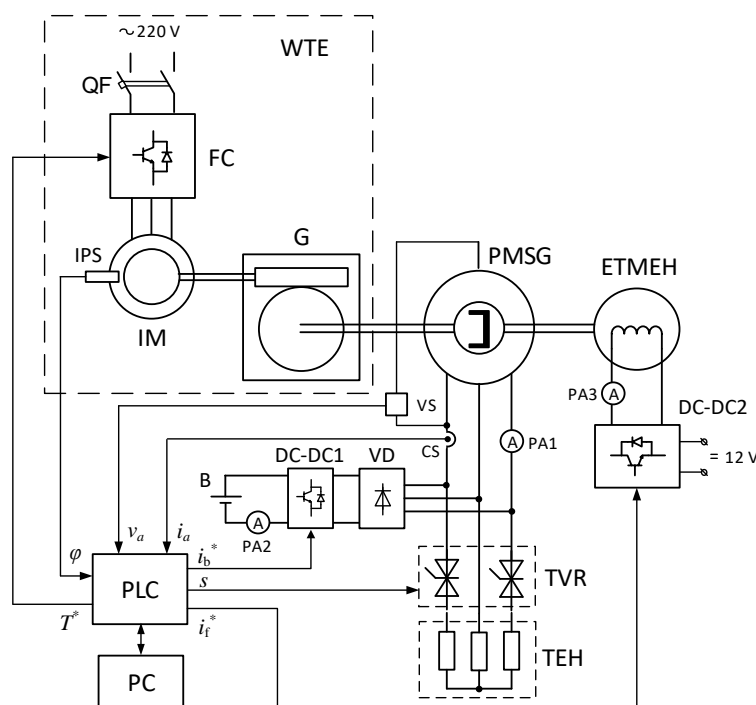 ~220 V
WTE
QF
FC
IPS
G
IM
PMSG
ETMEH
VS
CS
A
PA1
A
PA3
DC-DC2
= 12 V
DC-DC1
VD
B
A
PA2
v_a
i_a
i_b*
φ
PLC
s
T*
i_f*
TVR
TEH
PC